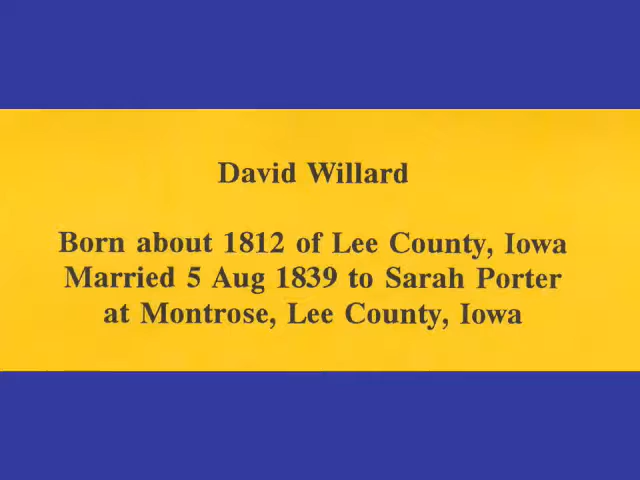 David Willard
Born about 1812 of Lee County, Iowa
Married 5 Aug 1839 to Sarah Porter
at Montrose, Lee County, Iowa